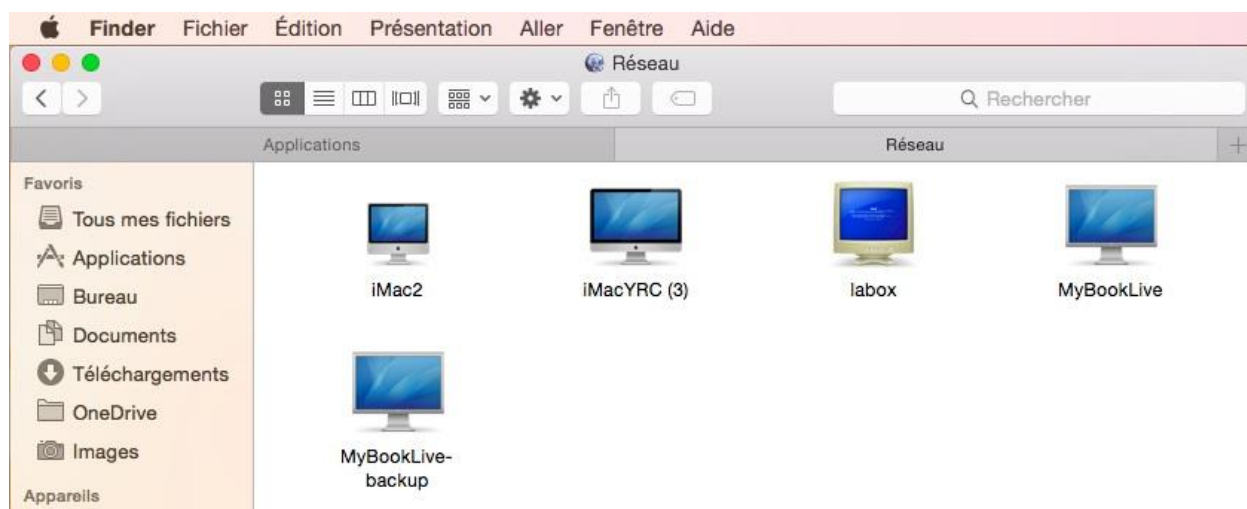 Finder Fichier Édition Présentation Aller Fenêtre Aide
Réseau
Rechercher
Applications Réseau
Favoris
Tous mes fichiers
Applications
Bureau
Documents
Téléchargements
OneDrive
Images
Appareils
iMac2 iMacYRC (3) labox MyBookLive
MyBookLive-
backup